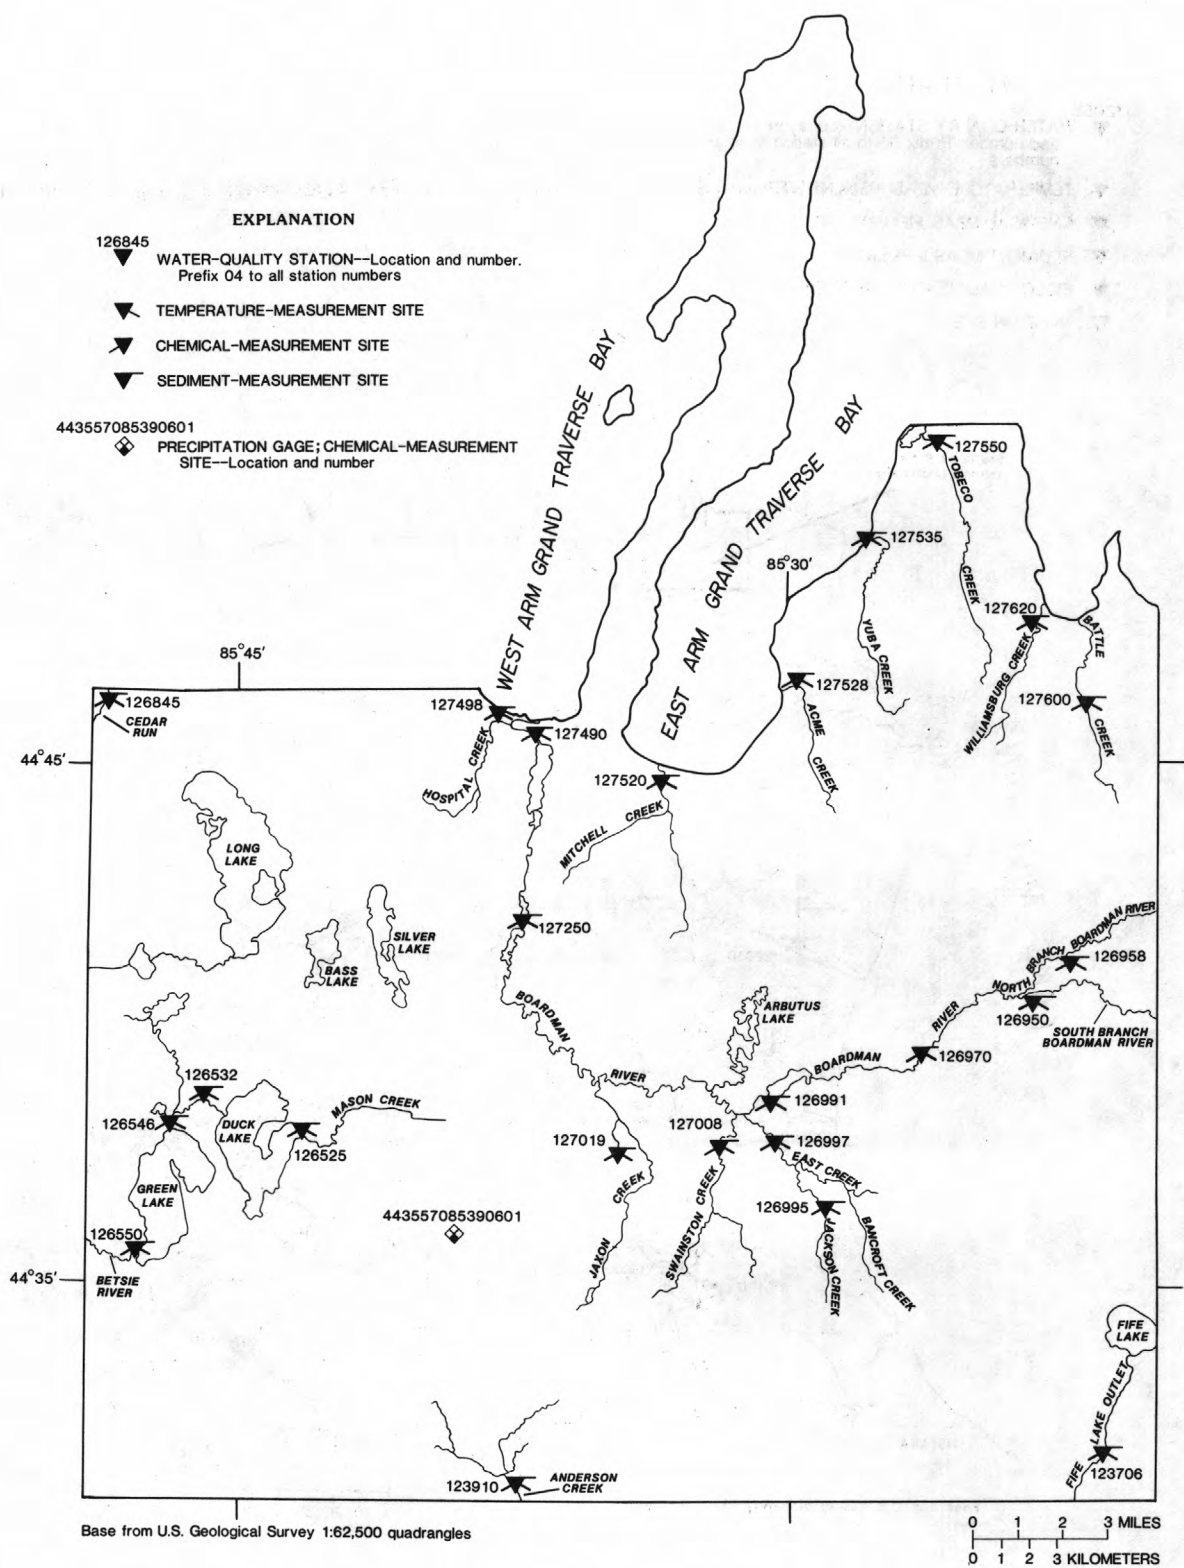 EXPLANATION
126845
WATER-QUALITY STATION--Location and number.
Prefix 04 to all station numbers
TEMPERATURE-MEASUREMENT SITE
CHEMICAL-MEASUREMENT SITE
SEDIMENT-MEASUREMENT SITE
443557085390601
PRECIPITATION GAGE; CHEMICAL-MEASUREMENT
SITE--Location and number
WEST ARM GRAND TRAVERSE BAY
EAST ARM GRAND TRAVERSE BAY
127550
TOBECO CREEK
127535
85°30'
YUBA CREEK
127620
WILLIAMSBURG CREEK
BATTLE CREEK
127600
85°45'
126845
CEDAR
RUN
127498
127490
HOSPITAL CREEK
127528
ACME CREEK
44°45'
127520
MITCHELL CREEK
LONG
LAKE
SILVER
LAKE
BASS
LAKE
127250
BOARDMAN RIVER
ARBUTUS
LAKE
NORTH BRANCH BOARDMAN RIVER
126958
126950
SOUTH BRANCH
BOARDMAN RIVER
BOARDMAN RIVER
126970
126532
126546
DUCK
LAKE
MASON CREEK
126525
126991
127008
126997
127019
EAST CREEK
GREEN
LAKE
JAXON CREEK
SWAINSTON CREEK
126995
JACKSON CREEK
BANCROFT CREEK
443557085390601
126550
BETSIE
RIVER
44°35'
FIFE
LAKE
FIFE LAKE OUTLET
123706
123910
ANDERSON
CREEK
Base from U.S. Geological Survey 1:62,500 quadrangles
0 1 2 3 MILES
0 1 2 3 KILOMETERS